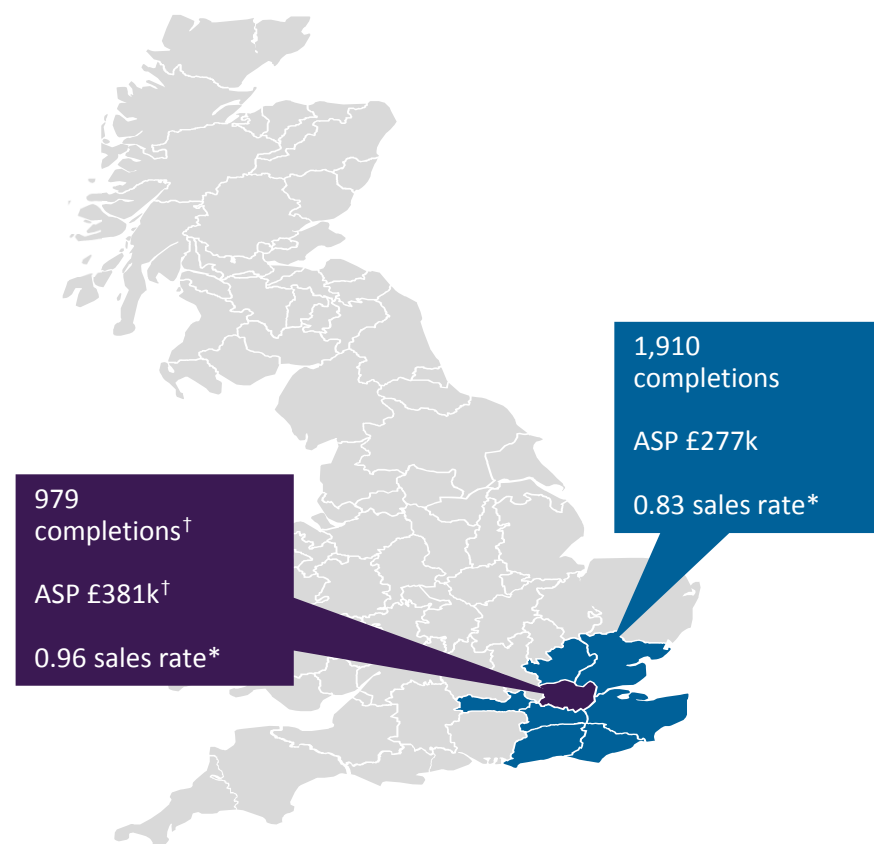 1,910
completions
ASP £277k
0.83 sales rate*
979
completions†
ASP £381k†
0.96 sales rate*